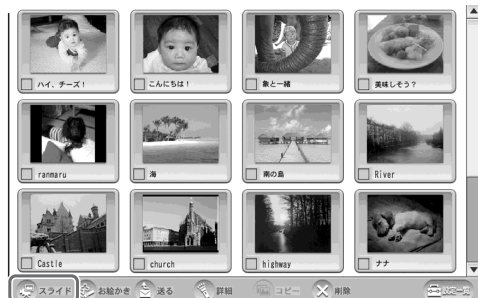 ハイ、チーズ！
こんにちは！
象と一緒
美味しそう？
ranmaru
海
南の島
River
Castle
church
highway
ナナ
スライド お絵かき 送る 詳細 コピー 削除